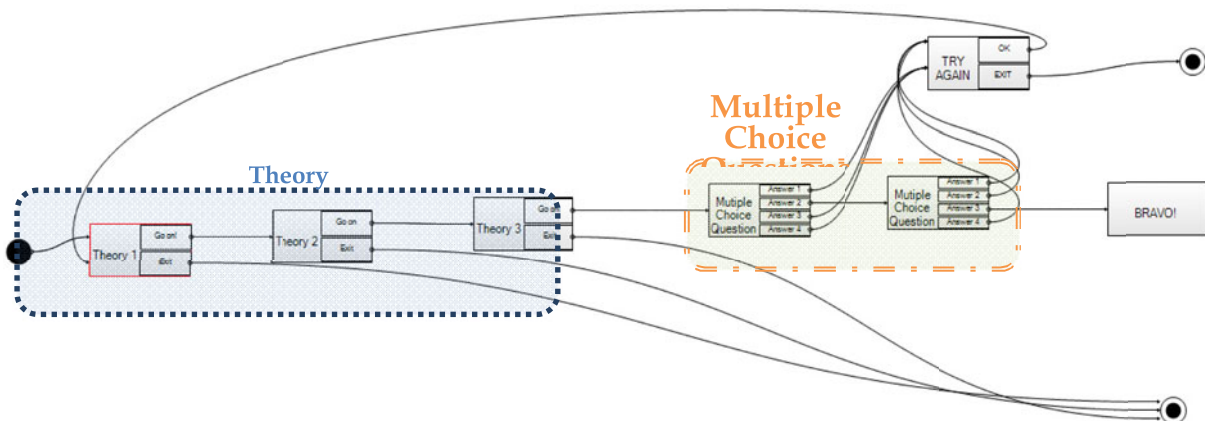 OK
TRY
AGAIN
EXIT
Multiple
Choice
Questions
Theory
Theory 1
Go on!
Exit
Theory 2
Go on
Exit
Theory 3
Go on
Exit
Mutiple
Choice
Question
Answer 1
Answer 2
Answer 3
Answer 4
Mutiple
Choice
Question
Answer 1
Answer 2
Answer 3
Answer 4
BRAVO!